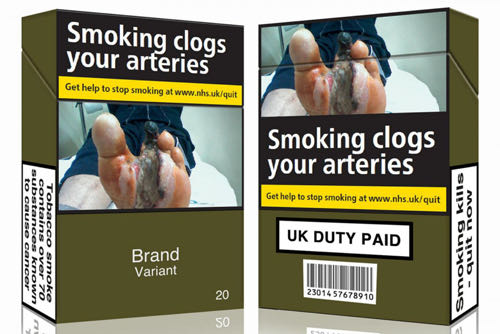 Smoking clogs
your arteries
Get help to stop smoking at www.nhs.uk/quit
Brand
Variant
20
Tobacco smoke
contains over 70
substances known
to cause cancer
Smoking clogs
your arteries
Get help to stop smoking at www.nhs.uk/quit
UK DUTY PAID
2301457678910
Smoking kills
- quit now